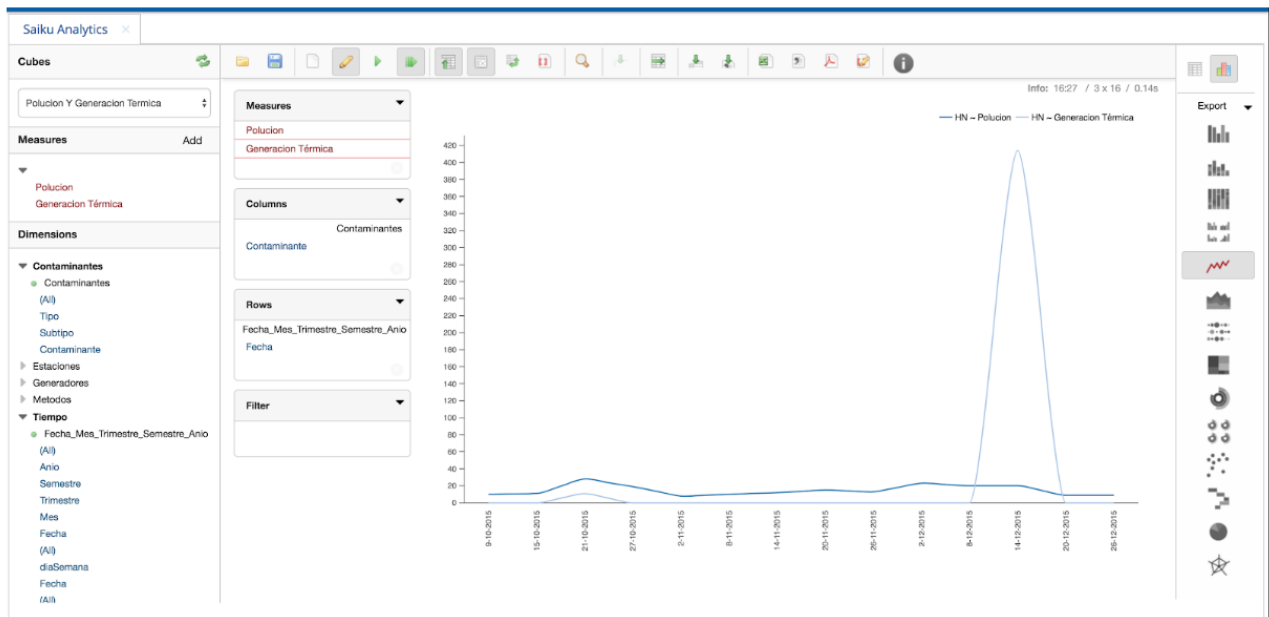 Saiku Analytics
Cubes
Polucion Y Generacion Termica
Measures Add
Polucion
Generacion Térmica
Dimensions
Contaminantes
Contaminantes
(All)
Tipo
Subtipo
Contaminante
Estaciones
Generadores
Metodos
Tiempo
Fecha_Mes_Trimestre_Semestre_Anio
(All)
Anio
Semestre
Trimestre
Mes
Fecha
(All)
diaSemana
Fecha
(All)
Measures
Polucion
Generacion Térmica
Columns
Contaminantes
Contaminante
Rows
Fecha_Mes_Trimestre_Semestre_Anio
Fecha
Filter
Info: 16:27 / 3 x 16 / 0.14s
HN ~ Polucion HN ~ Generacion Térmica
420
400
380
360
340
320
300
280
260
240
220
200
180
160
140
120
100
80
60
40
20
0
9-10-2015
15-10-2015
21-10-2015
27-10-2015
2-11-2015
8-11-2015
14-11-2015
20-11-2015
26-11-2015
2-12-2015
8-12-2015
14-12-2015
20-12-2015
26-12-2015
Export